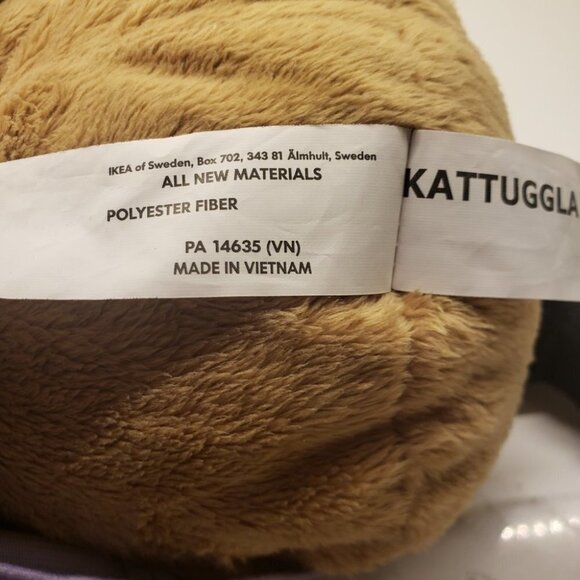 IKEA of Sweden, Box 702, 343 81 Älmhult, Sweden
ALL NEW MATERIALS
POLYESTER FIBER
PA 14635 (VN)
MADE IN VIETNAM
KATTUGGLA